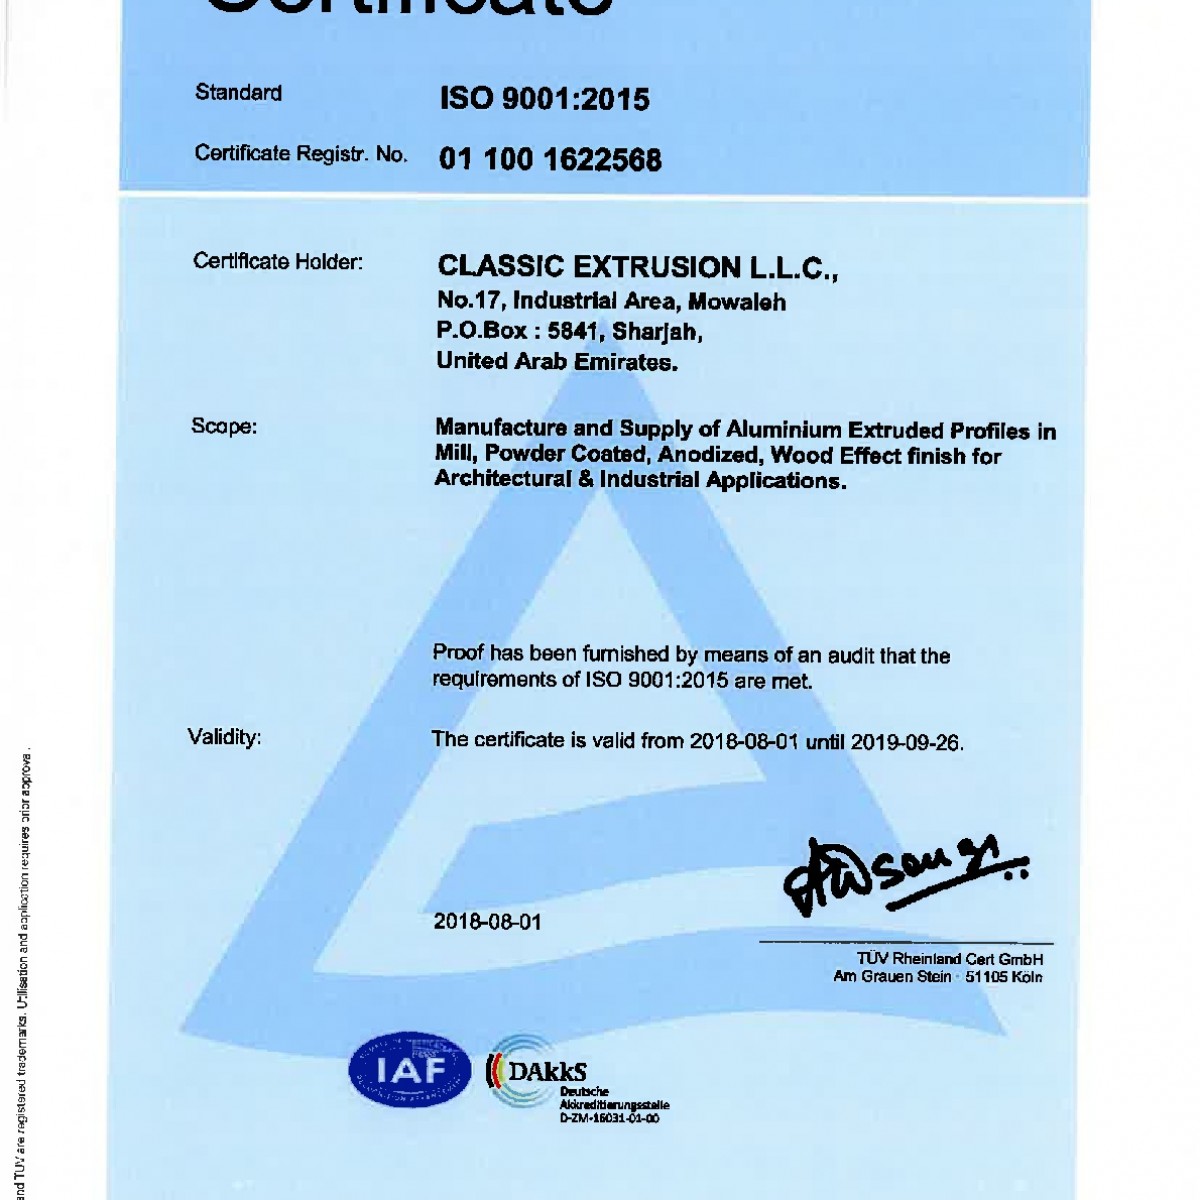 Certificate
Standard
ISO 9001:2015
Certificate Registr. No.
01 100 1622568
Certificate Holder:
CLASSIC EXTRUSION L.L.C.,
No.17, Industrial Area, Mowaleh
P.O.Box : 5841, Sharjah,
United Arab Emirates.
Scope:
Manufacture and Supply of Aluminium Extruded Profiles in
Mill, Powder Coated, Anodized, Wood Effect finish for
Architectural & Industrial Applications.
Proof has been furnished by means of an audit that the
requirements of ISO 9001:2015 are met.
Validity:
The certificate is valid from 2018-08-01 until 2019-09-26.
2018-08-01
TÜV Rheinland Cert GmbH
Am Grauen Stein · 51105 Köln
IAF
DAkkS
Deutsche
Akkreditierungsstelle
D-ZM-16031-01-00
and TUV are registered trademarks. Utilisation and application requires prior approval.